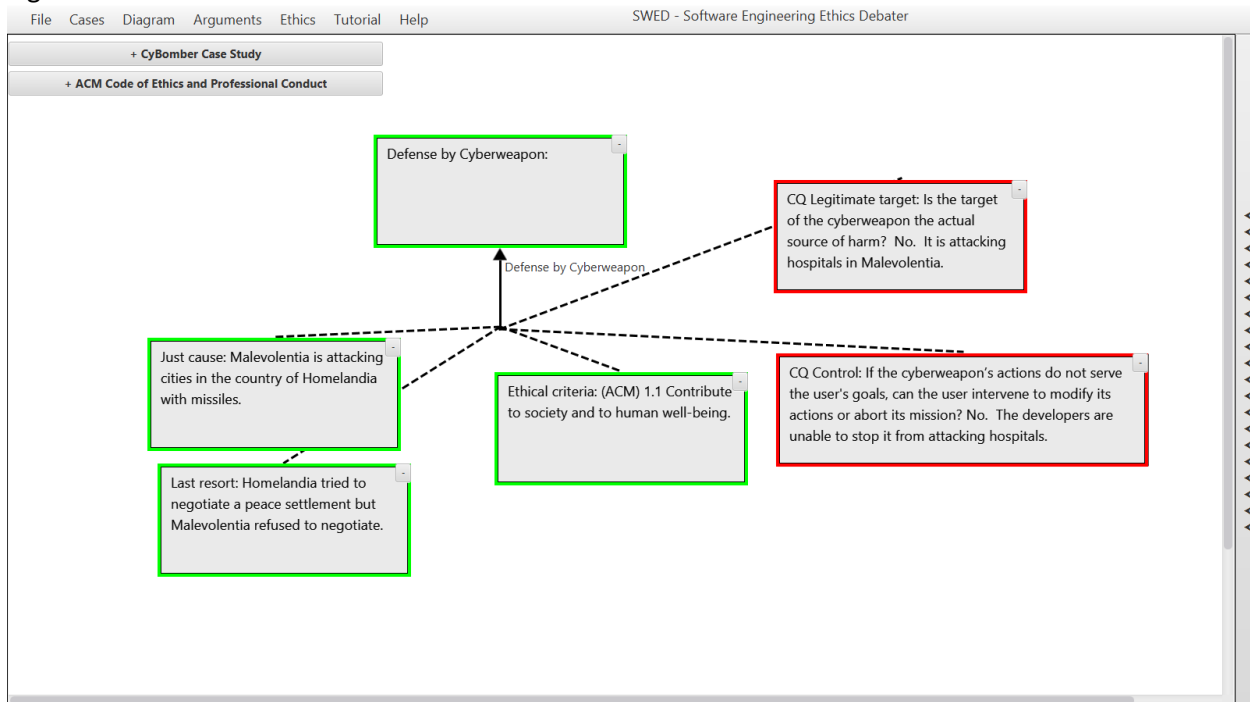 File Cases Diagram Arguments Ethics Tutorial Help
SWED - Software Engineering Ethics Debater
+ CyBomber Case Study
+ ACM Code of Ethics and Professional Conduct
Defense by Cyberweapon:
-
CQ Legitimate target: Is the target
of the cyberweapon the actual
source of harm? No. It is attacking
hospitals in Malevolentia.
-
Defense by Cyberweapon
Just cause: Malevolentia is attacking
cities in the country of Homelandia
with missiles.
-
Ethical criteria: (ACM) 1.1 Contribute
to society and to human well-being.
-
CQ Control: If the cyberweapon's actions do not serve
the user's goals, can the user intervene to modify its
actions or abort its mission? No. The developers are
unable to stop it from attacking hospitals.
-
Last resort: Homelandia tried to
negotiate a peace settlement but
Malevolentia refused to negotiate.
-